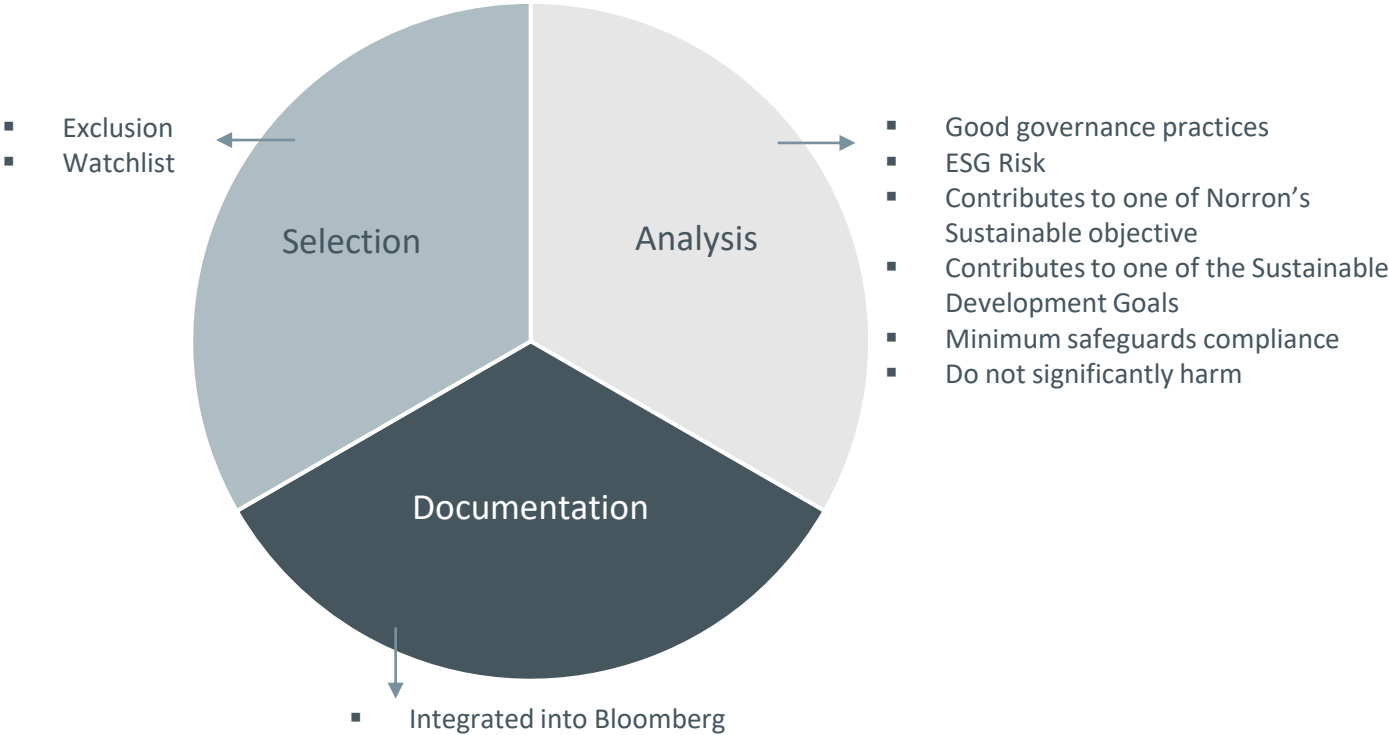 ▪ Exclusion
▪ Watchlist
Selection
Analysis
▪ Good governance practices
▪ ESG Risk
▪ Contributes to one of Norron’s
Sustainable objective
▪ Contributes to one of the Sustainable
Development Goals
▪ Minimum safeguards compliance
▪ Do not significantly harm
Documentation
▪ Integrated into Bloomberg